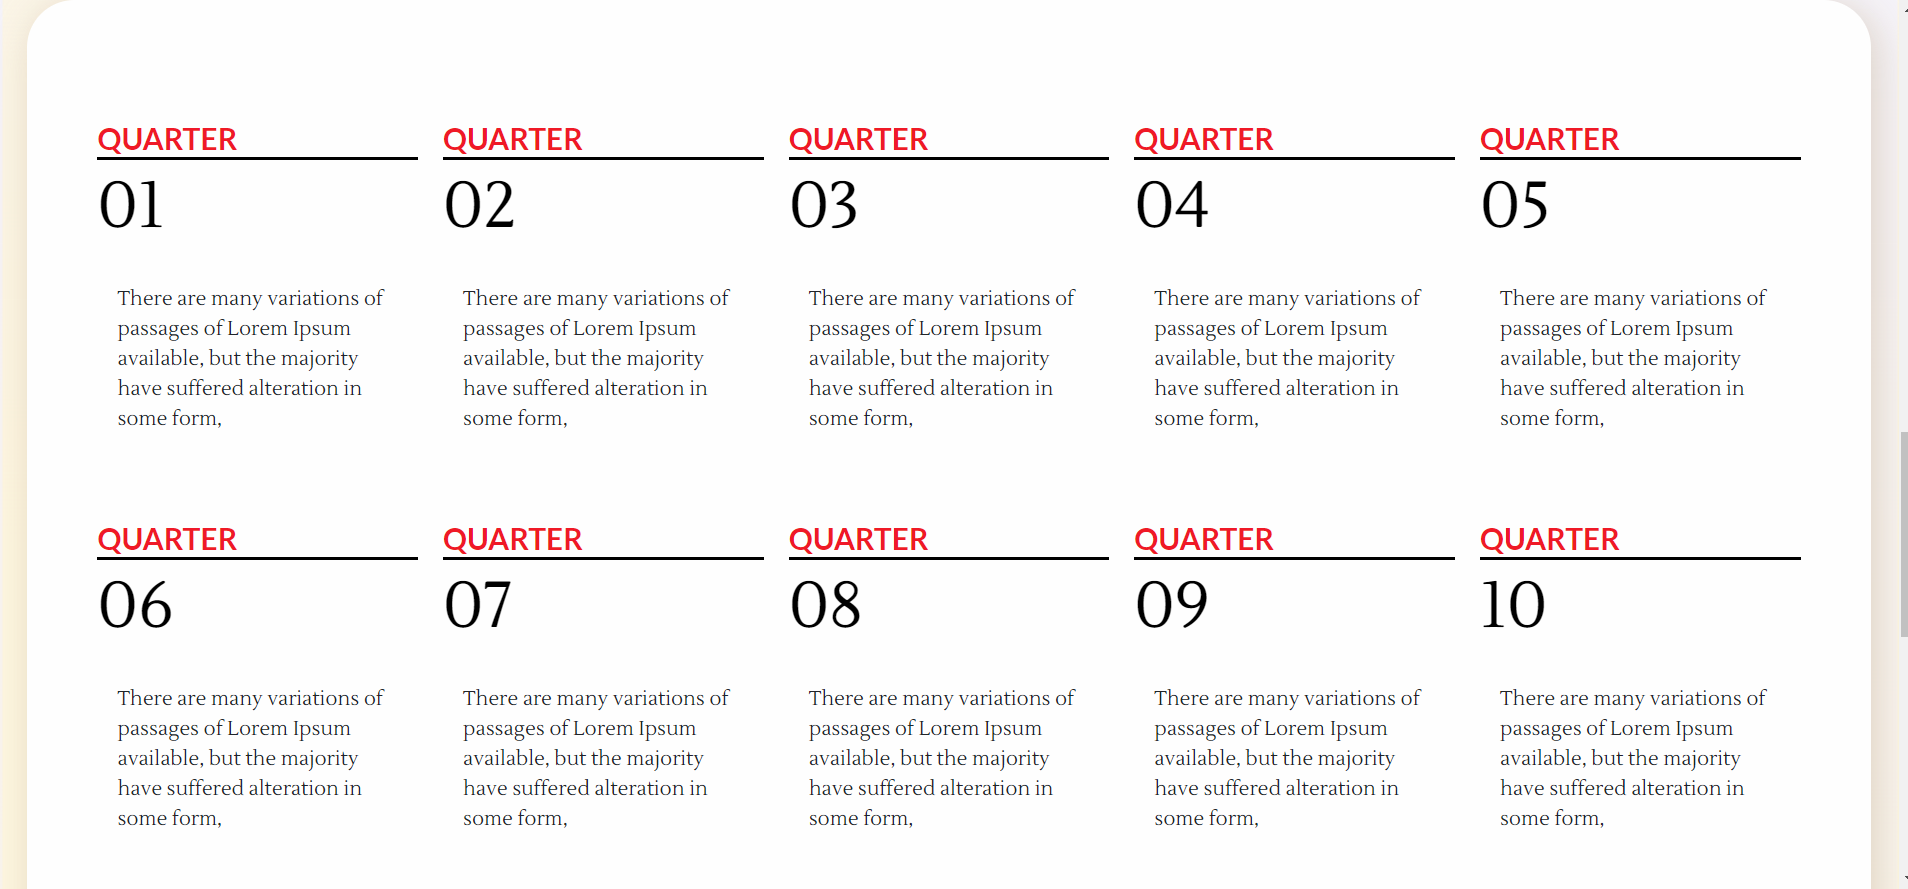 QUARTER
01
There are many variations of
passages of Lorem Ipsum
available, but the majority
have suffered alteration in
some form,
QUARTER
02
There are many variations of
passages of Lorem Ipsum
available, but the majority
have suffered alteration in
some form,
QUARTER
03
There are many variations of
passages of Lorem Ipsum
available, but the majority
have suffered alteration in
some form,
QUARTER
04
There are many variations of
passages of Lorem Ipsum
available, but the majority
have suffered alteration in
some form,
QUARTER
05
There are many variations of
passages of Lorem Ipsum
available, but the majority
have suffered alteration in
some form,
QUARTER
06
There are many variations of
passages of Lorem Ipsum
available, but the majority
have suffered alteration in
some form,
QUARTER
07
There are many variations of
passages of Lorem Ipsum
available, but the majority
have suffered alteration in
some form,
QUARTER
08
There are many variations of
passages of Lorem Ipsum
available, but the majority
have suffered alteration in
some form,
QUARTER
09
There are many variations of
passages of Lorem Ipsum
available, but the majority
have suffered alteration in
some form,
QUARTER
10
There are many variations of
passages of Lorem Ipsum
available, but the majority
have suffered alteration in
some form,